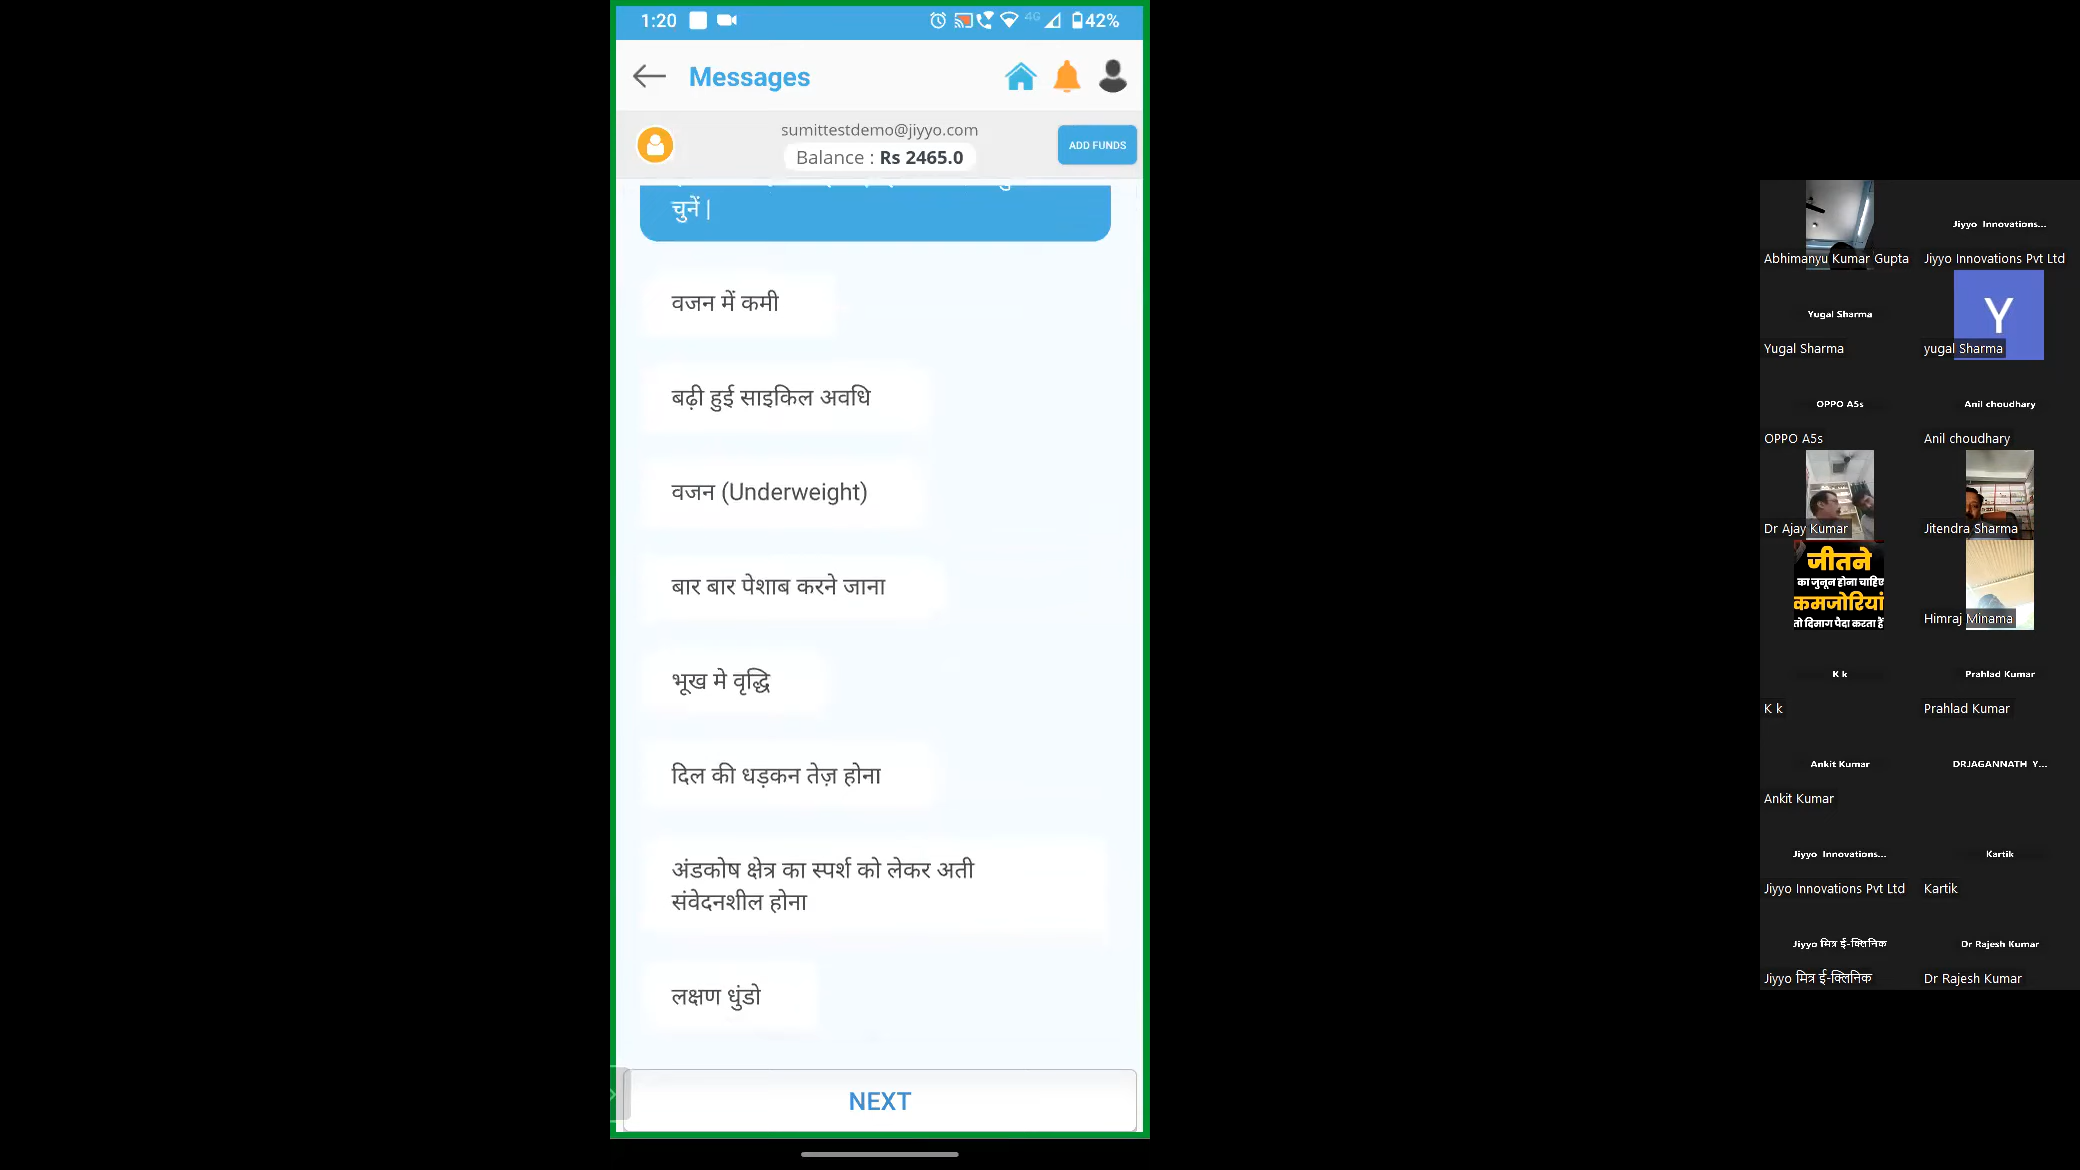 1:20
4G
42%
Messages
sumittestdemo@jiyyo.com
Balance : Rs 2465.0
ADD FUNDS
चुनें |
वजन में कमी
बढ़ी हुई साइकिल अवधि
वजन (Underweight)
बार बार पेशाब करने जाना
भूख मे वृद्धि
दिल की धड़कन तेज़ होना
अंडकोष क्षेत्र का स्पर्श को लेकर अती
संवेदनशील होना
लक्षण धुंडो
NEXT
Abhimanyu Kumar Gupta
Jiyyo Innovations...
Jiyyo Innovations Pvt Ltd
Yugal Sharma
Yugal Sharma
Y
yugal Sharma
OPPO A5s
OPPO A5s
Anil choudhary
Anil choudhary
Dr Ajay Kumar
Jitendra Sharma
जीतने
का जुनून होना चाहिए
कमजोरियां
तो दिमाग पैदा करता हैं
Himraj Minama
K k
K k
Prahlad Kumar
Prahlad Kumar
Ankit Kumar
Ankit Kumar
DRJAGANNATH Y...
Jiyyo Innovations...
Jiyyo Innovations Pvt Ltd
Kartik
Kartik
Jiyyo मित्र ई-क्लिनिक
Jiyyo मित्र ई-क्लिनिक
Dr Rajesh Kumar
Dr Rajesh Kumar